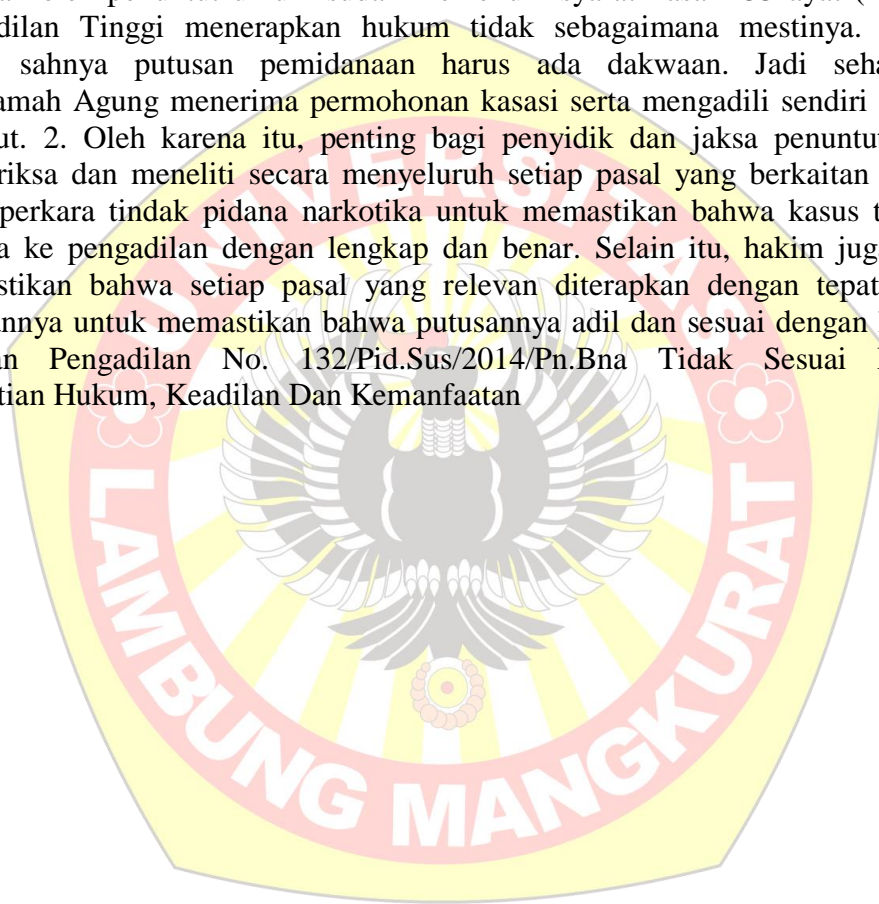 dilan Tinggi menerapkan hukum tidak sebagaimana mestinya.
sahnya putusan pemidanaan harus ada dakwaan. Jadi seha
amah Agung menerima permohonan kasasi serta mengadili sendiri
ut. 2. Oleh karena itu, penting bagi penyidik dan jaksa penuntut
riksa dan meneliti secara menyeluruh setiap pasal yang berkaitan
perkara tindak pidana narkotika untuk memastikan bahwa kasus t
a ke pengadilan dengan lengkap dan benar. Selain itu, hakim juga
stikan bahwa setiap pasal yang relevan diterapkan dengan tepat
annya untuk memastikan bahwa putusannya adil dan sesuai dengan
an Pengadilan No. 132/Pid.Sus/2014/Pn.Bna Tidak Sesuai
tian Hukum, Keadilan Dan Kemanfaatan
UNIVERSITAS
LAMBUNG MANGKURAT